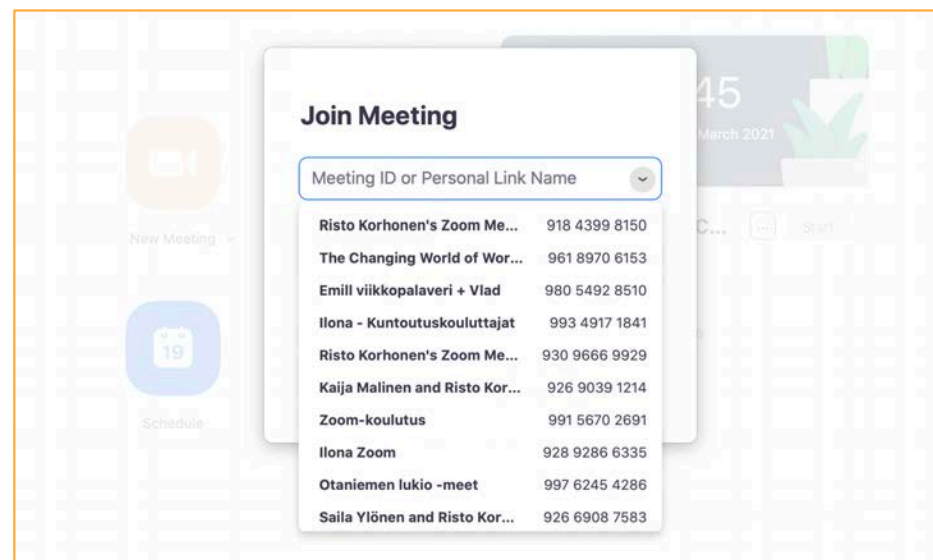 45
March 2021
Join Meeting
Meeting ID or Personal Link Name
Risto Korhonen's Zoom Me... 918 4399 8150
The Changing World of Wor... 961 8970 6153
Emill viikkopalaveri + Vlad 980 5492 8510
Ilona - Kuntoutuskouluttajat 993 4917 1841
Risto Korhonen's Zoom Me... 930 9666 9929
Kaija Malinen and Risto Kor... 926 9039 1214
Zoom-koulutus 991 5670 2691
Ilona Zoom 928 9286 6335
Otaniemen lukio -meet 997 6245 4286
Saila Ylönen and Risto Kor... 926 6908 7583
New Meeting
C... ... Start
19
Schedule